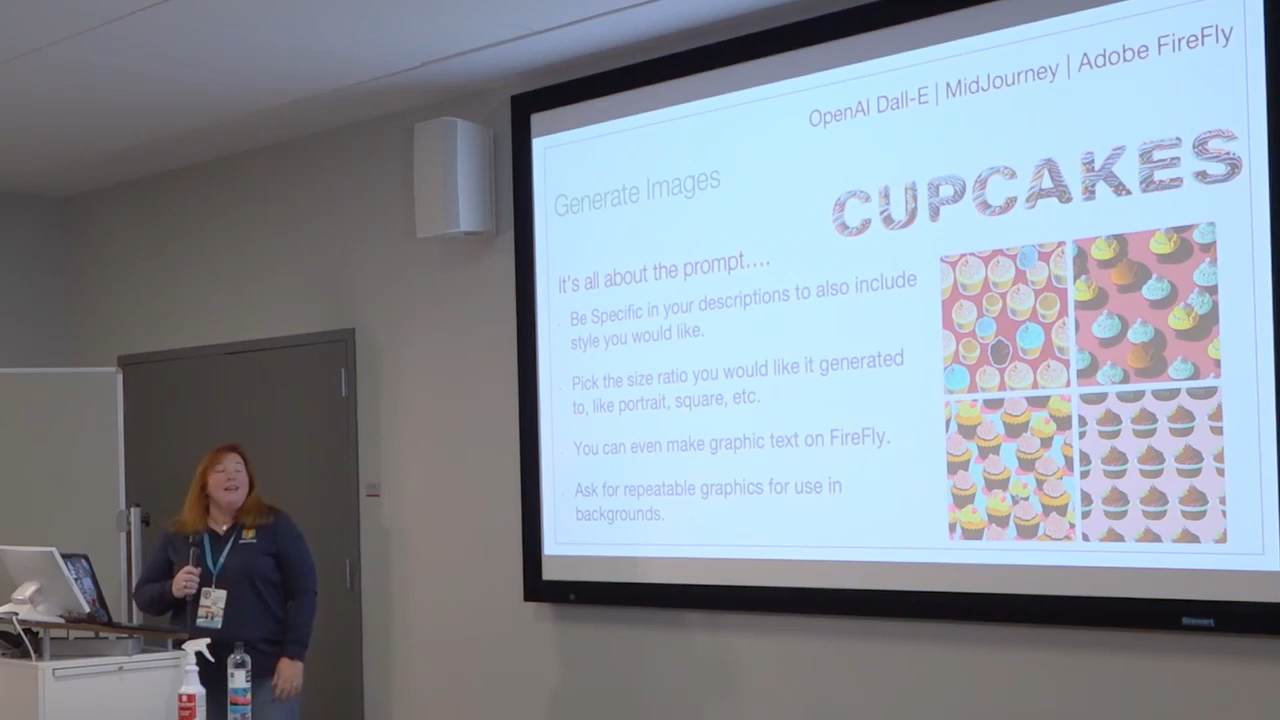 OpenAI Dall-E | MidJourney | Adobe FireFly
Generate Images
CUPCAKES
It's all about the prompt....
Be Specific in your descriptions to also include
style you would like.
Pick the size ratio you would like it generated
to, like portrait, square, etc.
You can even make graphic text on FireFly.
Ask for repeatable graphics for use in
backgrounds.
Stewart